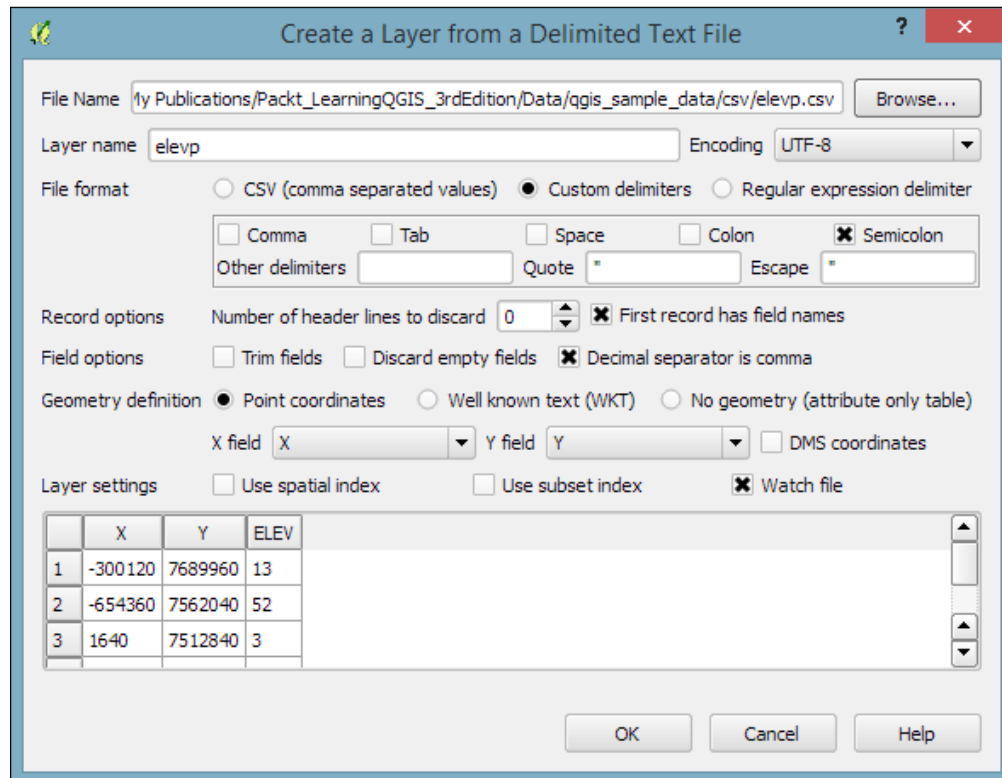 Create a Layer from a Delimited Text File ? ×
File Name My Publications/Packt_LearningQGIS_3rdEdition/Data/qgis_sample_data/csv/elevp.csv Browse...
Layer name elevp Encoding UTF-8
File format CSV (comma separated values) Custom delimiters Regular expression delimiter
Comma Tab Space Colon Semicolon
Other delimiters Quote " Escape "
Record options Number of header lines to discard 0 First record has field names
Field options Trim fields Discard empty fields Decimal separator is comma
Geometry definition Point coordinates Well known text (WKT) No geometry (attribute only table)
X field X Y field Y DMS coordinates
Layer settings Use spatial index Use subset index Watch file
X Y ELEV
1 -300120 7689960 13
2 -654360 7562040 52
3 1640 7512840 3
OK Cancel Help